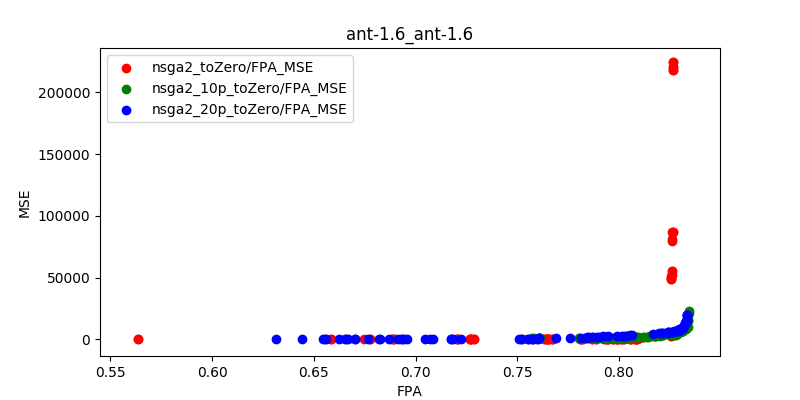 ant-1.6_ant-1.6
nsga2_toZero/FPA_MSE
nsga2_10p_toZero/FPA_MSE
nsga2_20p_toZero/FPA_MSE
MSE
200000
150000
100000
50000
0
0.55 0.60 0.65 0.70 0.75 0.80
FPA